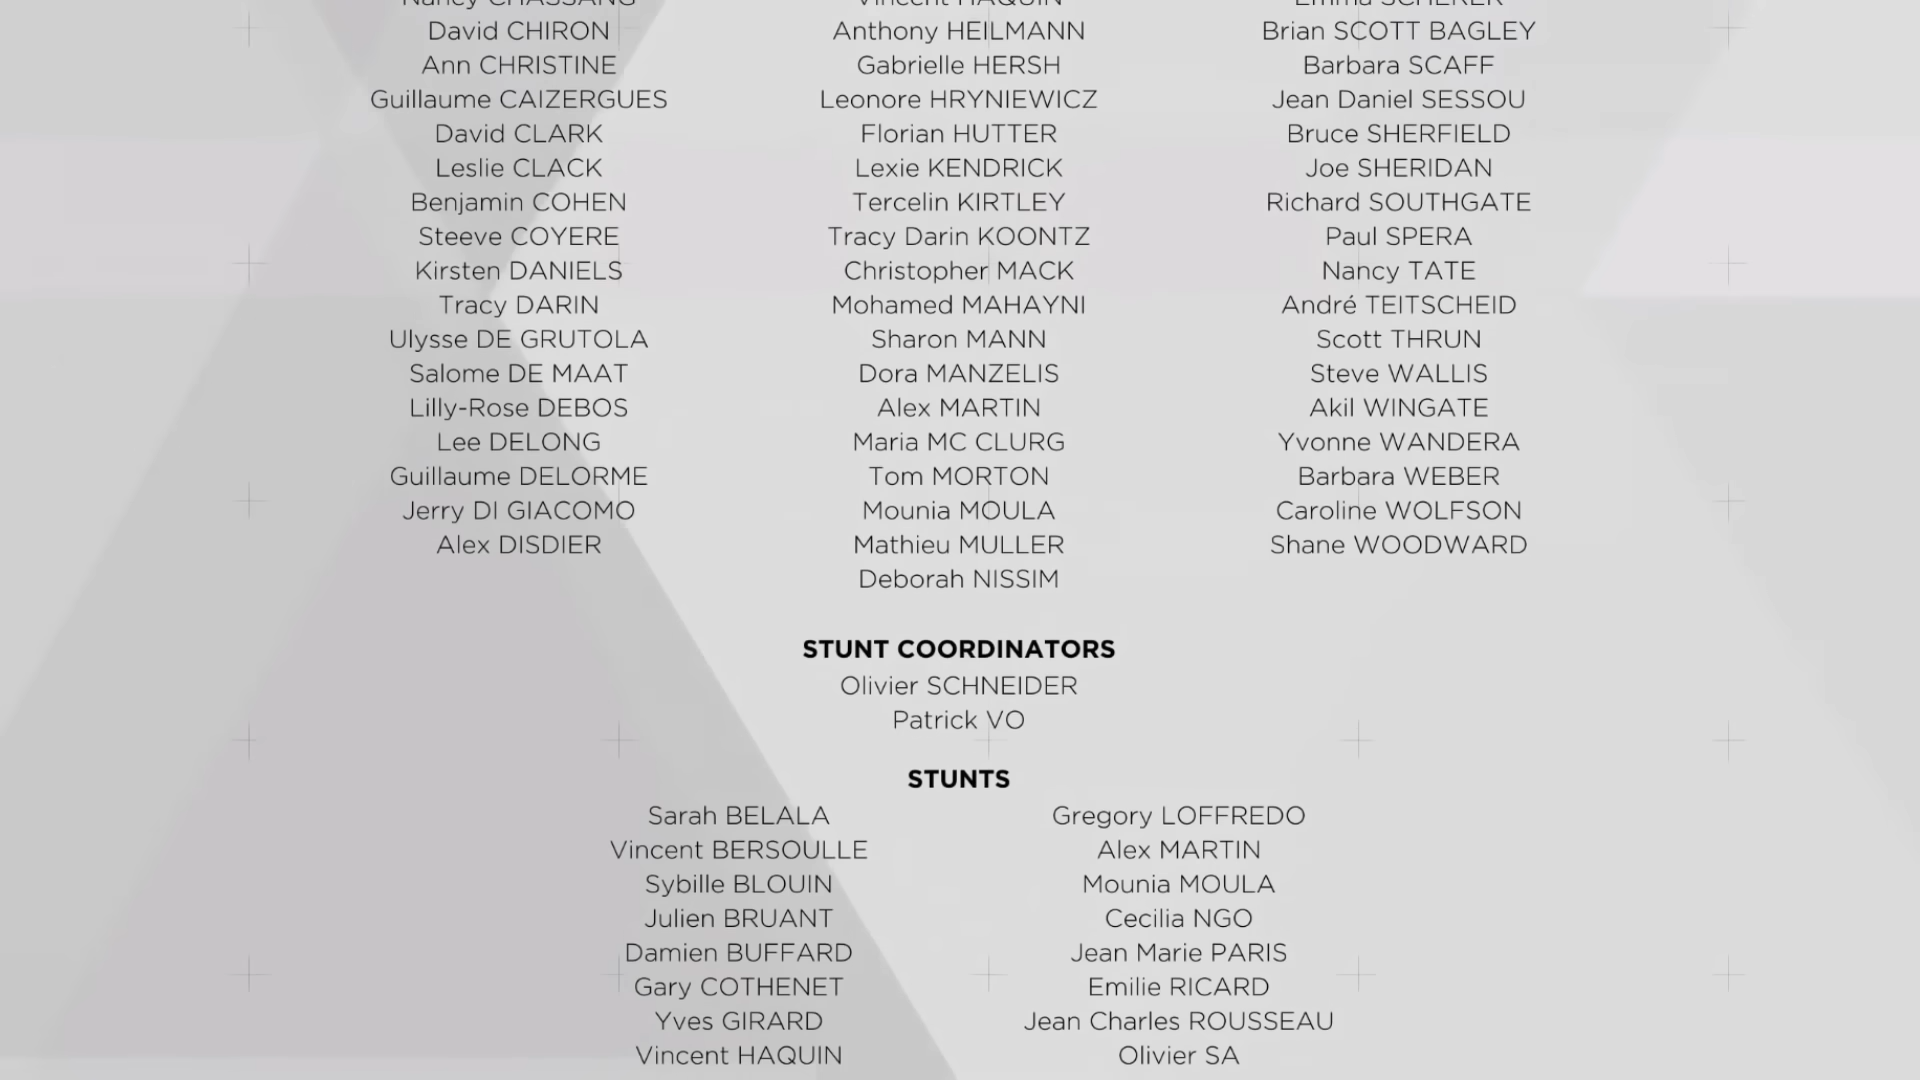 Nancy CHASSANG
David CHIRON
Ann CHRISTINE
Guillaume CAIZERGUES
David CLARK
Leslie CLACK
Benjamin COHEN
Steeve COYERE
Kirsten DANIELS
Tracy DARIN
Ulysse DE GRUTOLA
Salome DE MAAT
Lilly-Rose DEBOS
Lee DELONG
Guillaume DELORME
Jerry DI GIACOMO
Alex DISDIER
Vincent HAQUIN
Anthony HEILMANN
Gabrielle HERSH
Leonore HRYNIEWICZ
Florian HUTTER
Lexie KENDRICK
Tercelin KIRTLEY
Tracy Darin KOONTZ
Christopher MACK
Mohamed MAHAYNI
Sharon MANN
Dora MANZELIS
Alex MARTIN
Maria MC CLURG
Tom MORTON
Mounia MOULA
Mathieu MULLER
Deborah NISSIM
Emma SCHERER
Brian SCOTT BAGLEY
Barbara SCAFF
Jean Daniel SESSOU
Bruce SHERFIELD
Joe SHERIDAN
Richard SOUTHGATE
Paul SPERA
Nancy TATE
André TEITSCHEID
Scott THRUN
Steve WALLIS
Akil WINGATE
Yvonne WANDERA
Barbara WEBER
Caroline WOLFSON
Shane WOODWARD
STUNT COORDINATORS
Olivier SCHNEIDER
Patrick VO
STUNTS
Sarah BELALA
Vincent BERSOULLE
Sybille BLOUIN
Julien BRUANT
Damien BUFFARD
Gary COTHENET
Yves GIRARD
Vincent HAQUIN
Gregory LOFFREDO
Alex MARTIN
Mounia MOULA
Cecilia NGO
Jean Marie PARIS
Emilie RICARD
Jean Charles ROUSSEAU
Olivier SA